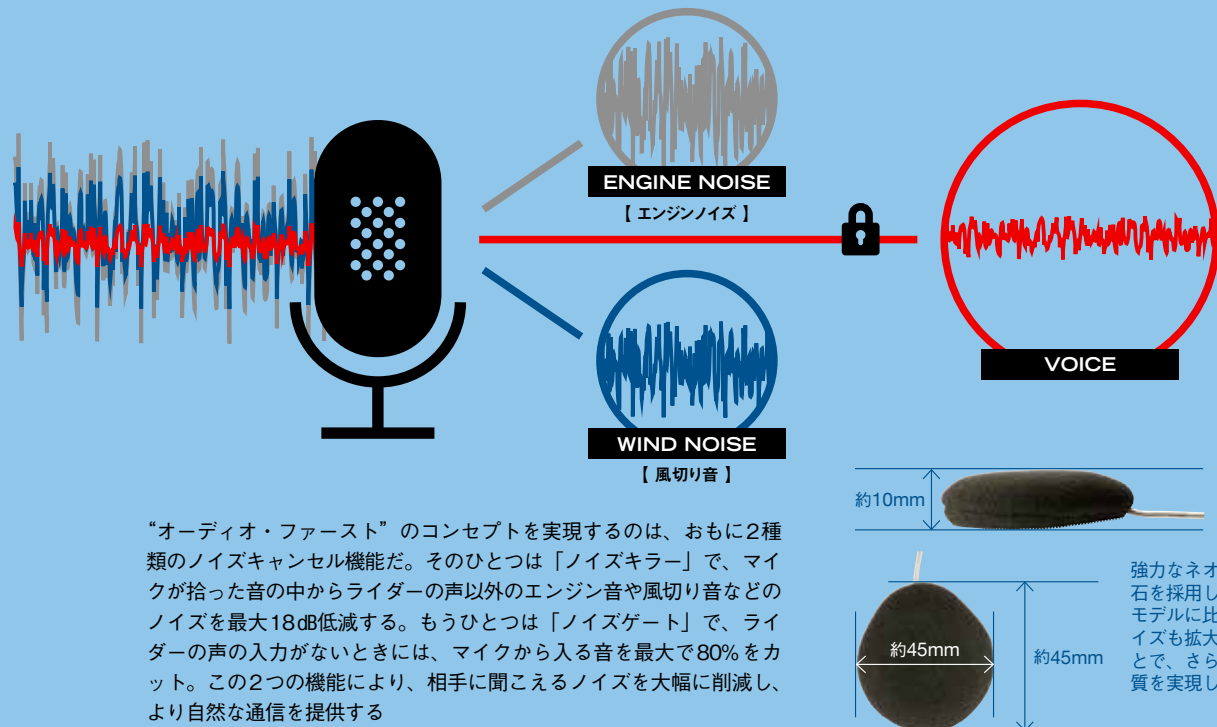 ENGINE NOISE
【 エンジンノイズ 】
VOICE
WIND NOISE
【 風切り音 】
“オーディオ・ファースト”のコンセプトを実現するのは、おもに2種
類のノイズキャンセル機能だ。そのひとつは「ノイズキラー」で、マイ
クが拾った音の中からライダーの声以外のエンジン音や風切り音などの
ノイズを最大18dB低減する。もうひとつは「ノイズゲート」で、ライ
ダーの声の入力がないときには、マイクから入る音を最大で80%をカ
ット。この2つの機能により、相手に聞こえるノイズを大幅に削減し、
より自然な通信を提供する
約10mm
約45mm
約45mm
強力なネオ
石を採用し
モデルに比
イズも拡大
とで、さら
質を実現し